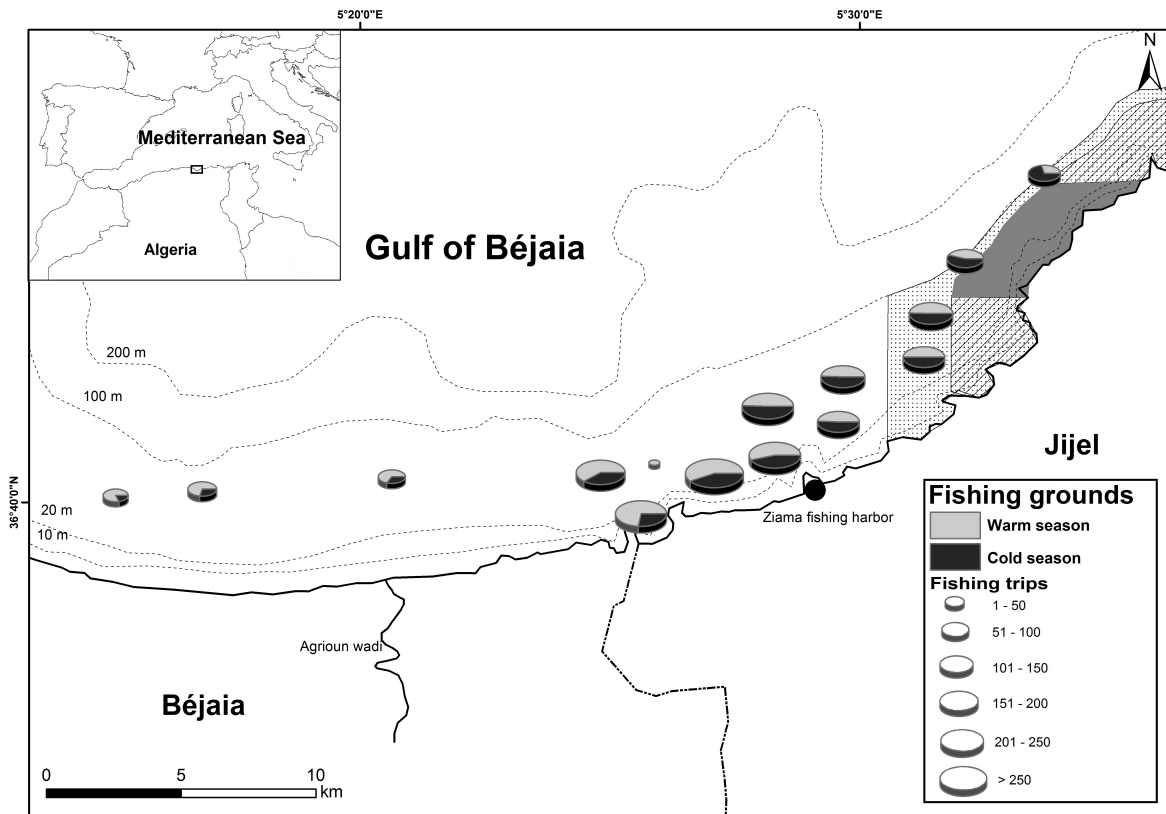 5°20'0"E
5°30'0"E
N
Mediterranean Sea
Algeria
Gulf of Béjaia
200 m
100 m
Jijel
36°40'0"N
20 m
10 m
Ziama fishing harbor
Agrioun wadi
Béjaia
0 5 10
km
Fishing grounds
Warm season
Cold season
Fishing trips
1 - 50
51 - 100
101 - 150
151 - 200
201 - 250
> 250